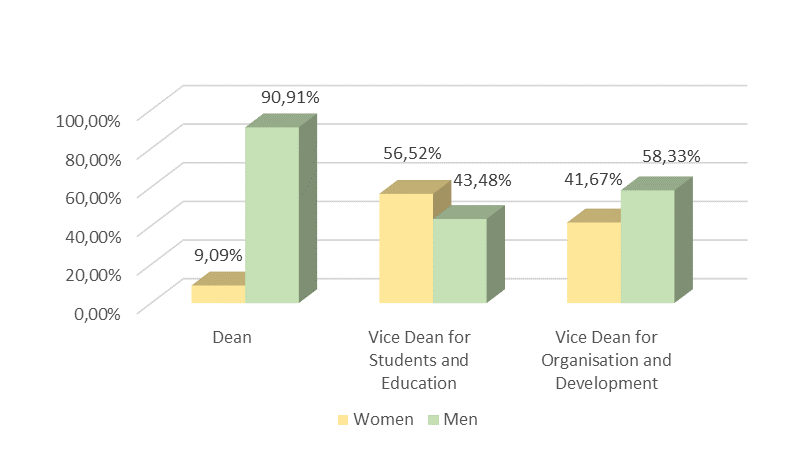 90,91%
100,00%
80,00%
60,00%
40,00%
20,00%
0,00%
9,09%
56,52%
43,48%
41,67%
58,33%
Dean
Vice Dean for
Students and
Education
Vice Dean for
Organisation and
Development
Women
Men